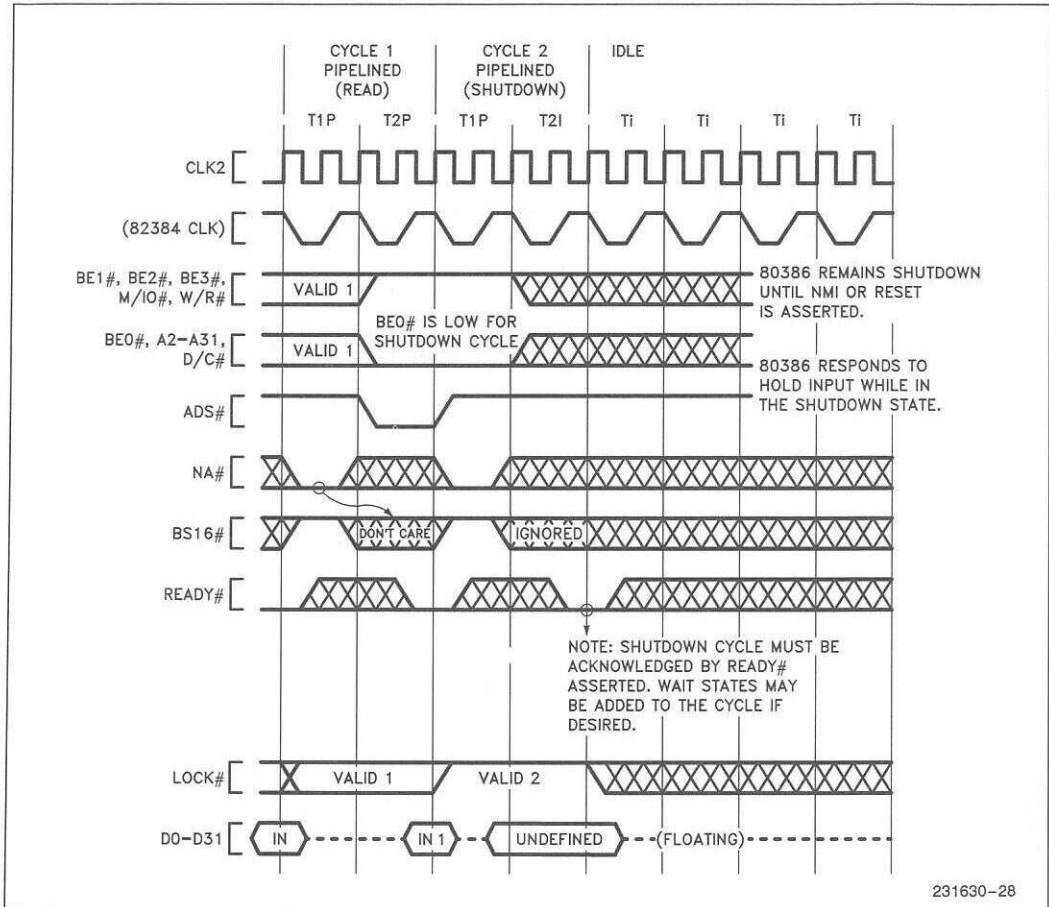 CYCLE 1
PIPELINED
(READ)
CYCLE 2
PIPELINED
(SHUTDOWN)
IDLE
T1P T2P T1P T2I Ti Ti Ti Ti
CLK2
(82384 CLK)
BE1#, BE2#, BE3#,
M/IO#, W/R#
VALID 1
80386 REMAINS SHUTDOWN
UNTIL NMI OR RESET
IS ASSERTED.
BE0# IS LOW FOR
SHUTDOWN CYCLE
BE0#, A2-A31,
D/C#
VALID 1
80386 RESPONDS TO
HOLD INPUT WHILE IN
THE SHUTDOWN STATE.
ADS#
NA#
BS16#
DON'T CARE
IGNORED
READY#
NOTE: SHUTDOWN CYCLE MUST BE
ACKNOWLEDGED BY READY#
ASSERTED. WAIT STATES MAY
BE ADDED TO THE CYCLE IF
DESIRED.
LOCK#
VALID 1
VALID 2
D0-D31
IN
IN 1
UNDEFINED
(FLOATING)
231630-28